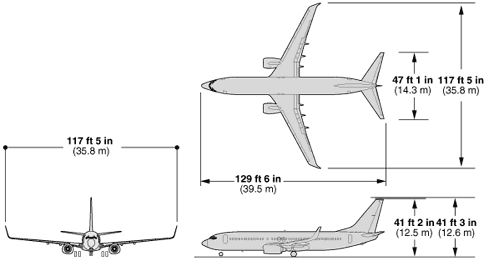 47 ft 1 in
(14.3 m)
117 ft 5 in
(35.8 m)
117 ft 5 in
(35.8 m)
129 ft 6 in
(39.5 m)
41 ft 2 in
(12.5 m)
41 ft 3 in
(12.6 m)